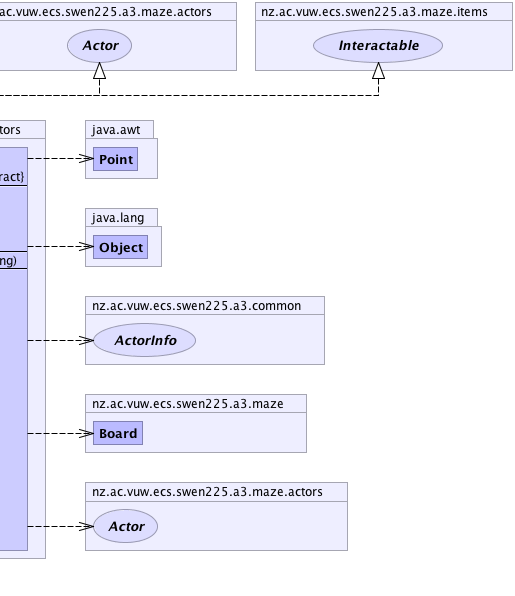 .ac.vuw.ecs.swen225.a3.maze.actors
nz.ac.vuw.ecs.swen225.a3.maze.items
Actor
Interactable
tors
ract}
ng)
java.awt
Point
java.lang
Object
nz.ac.vuw.ecs.swen225.a3.common
ActorInfo
nz.ac.vuw.ecs.swen225.a3.maze
Board
nz.ac.vuw.ecs.swen225.a3.maze.actors
Actor